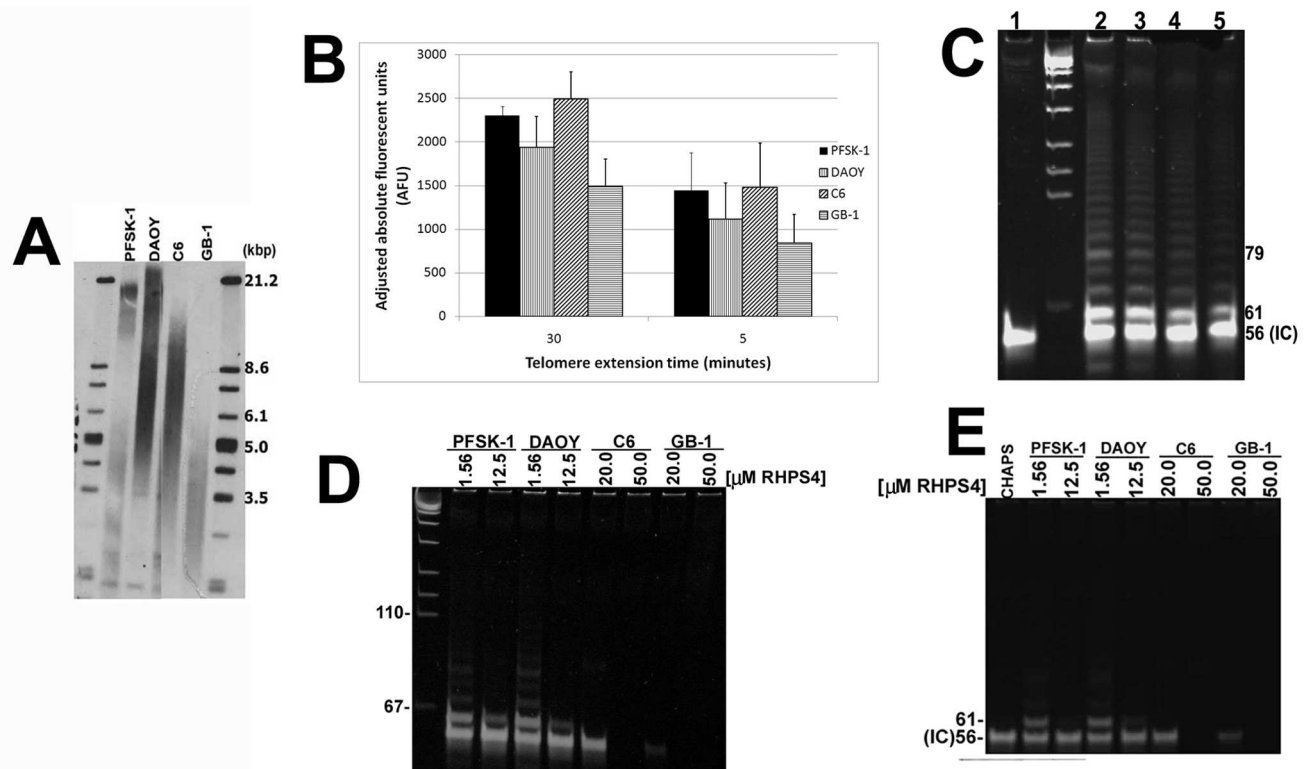 A
PFSK-1
DAOY
C6
GB-1
(kbp)
21.2
8.6
6.1
5.0
3.5
B
Adjusted absolute fluorescent units
(AFU)
3000
2500
2000
1500
1000
500
0
30
5
Telomere extension time (minutes)
PFSK-1
DAOY
C6
GB-1
C
1 2 3 4 5
79
61
56 (IC)
D
PFSK-1 DAOY C6 GB-1
1.56 12.5 1.56 12.5 20.0 50.0 20.0 50.0 [µM RHPS4]
110-
67-
E
PFSK-1 DAOY C6 GB-1
[µM RHPS4] CHAPS 1.56 12.5 1.56 12.5 20.0 50.0 20.0 50.0
61-
(IC)56-